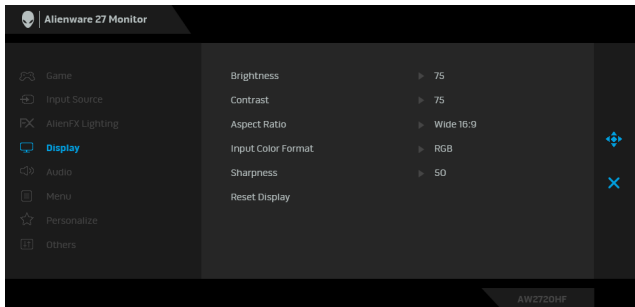 Alienware 27 Monitor
Game
Input Source
FX AlienFX Lighting
Display
Audio
Menu
Personalize
Others
Brightness 75
Contrast 75
Aspect Ratio Wide 16:9
Input Color Format RGB
Sharpness 50
Reset Display
AW2720HF